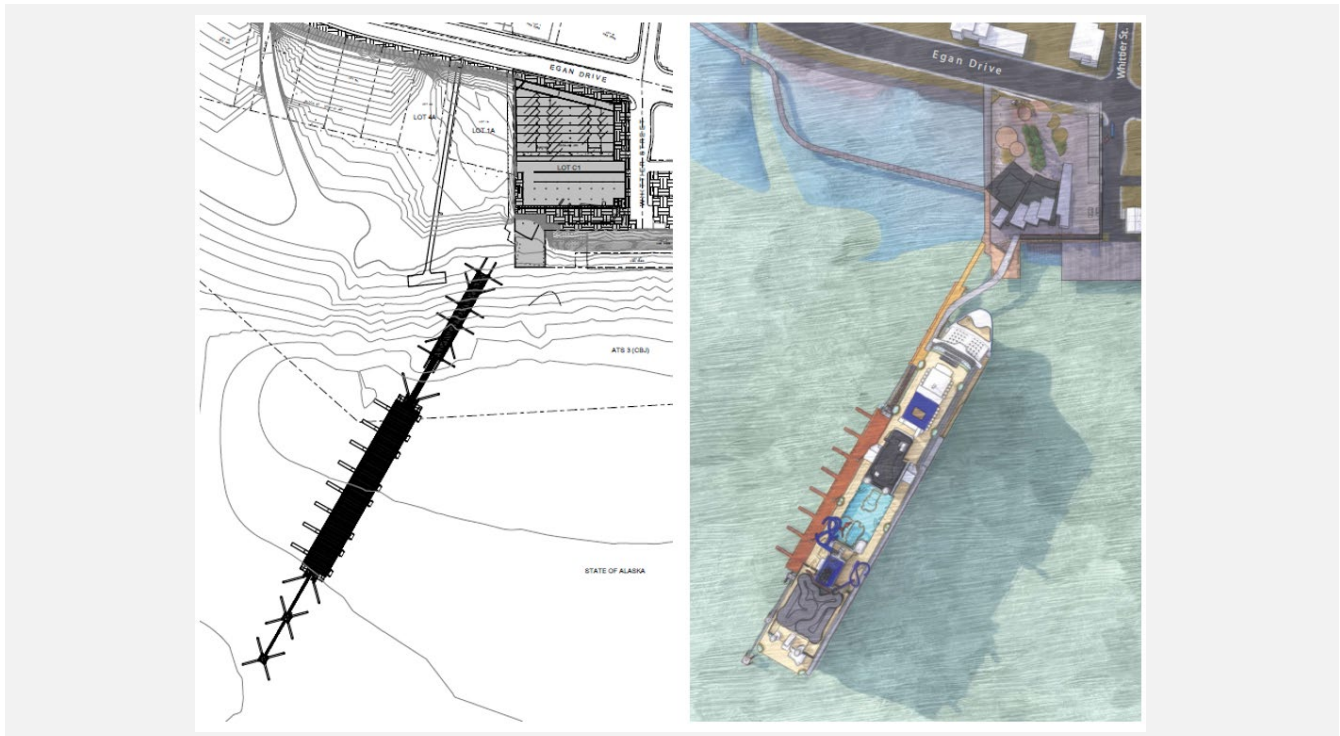 EGAN DRIVE
LOT 4A
LOT 1A
LOT C1
ATS 3 (CBJ)
STATE OF ALASKA
Egan Drive
Whittier St.